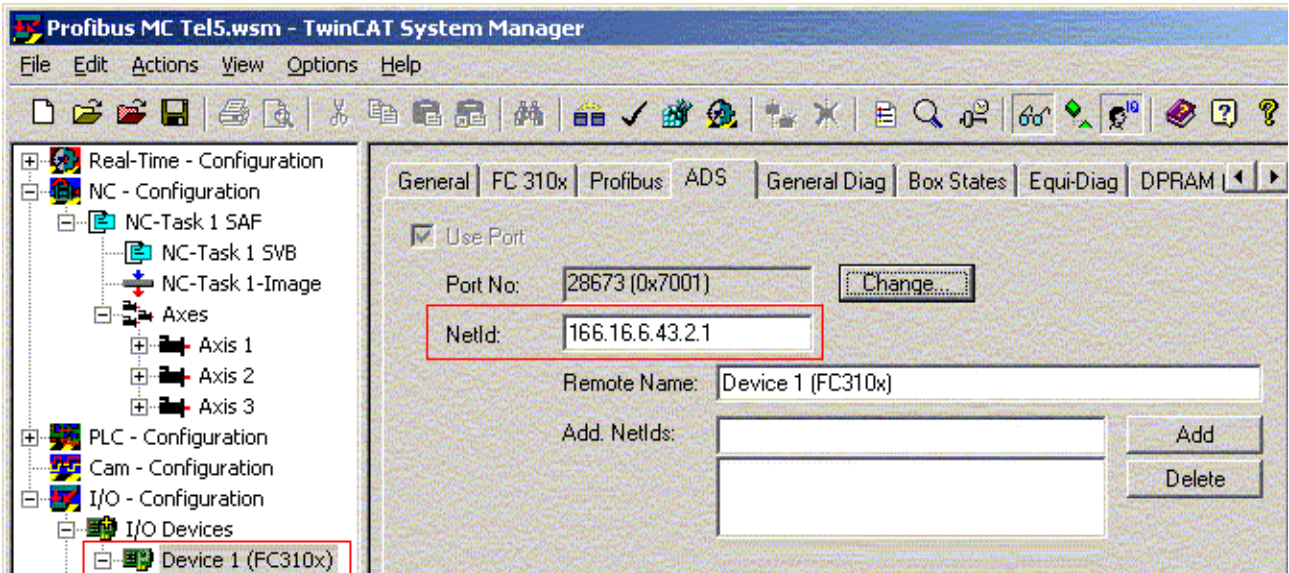 Profibus MC Tel5.wsm - TwinCAT System Manager
File Edit Actions View Options Help
Real-Time - Configuration
NC - Configuration
NC-Task 1 SAF
NC-Task 1 SVB
NC-Task 1-Image
Axes
Axis 1
Axis 2
Axis 3
PLC - Configuration
Cam - Configuration
I/O - Configuration
I/O Devices
Device 1 (FC310x)
General FC 310x Profibus ADS General Diag Box States Equi-Diag DPRAM
Use Port
Port No: 28673 (0x7001) Change...
NetId: 166.16.6.43.2.1
Remote Name: Device 1 (FC310x)
Add. NetIds: Add
Delete